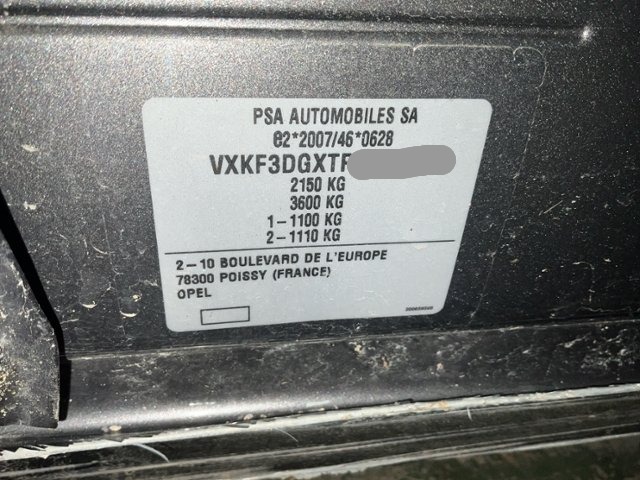 PSA AUTOMOBILES SA
e2*2007/46*0628
VXKF3DGXT
2150 KG
3600 KG
1-1100 KG
2-1110 KG
2-10 BOULEVARD DE L'EUROPE
78300 POISSY (FRANCE)
OPEL